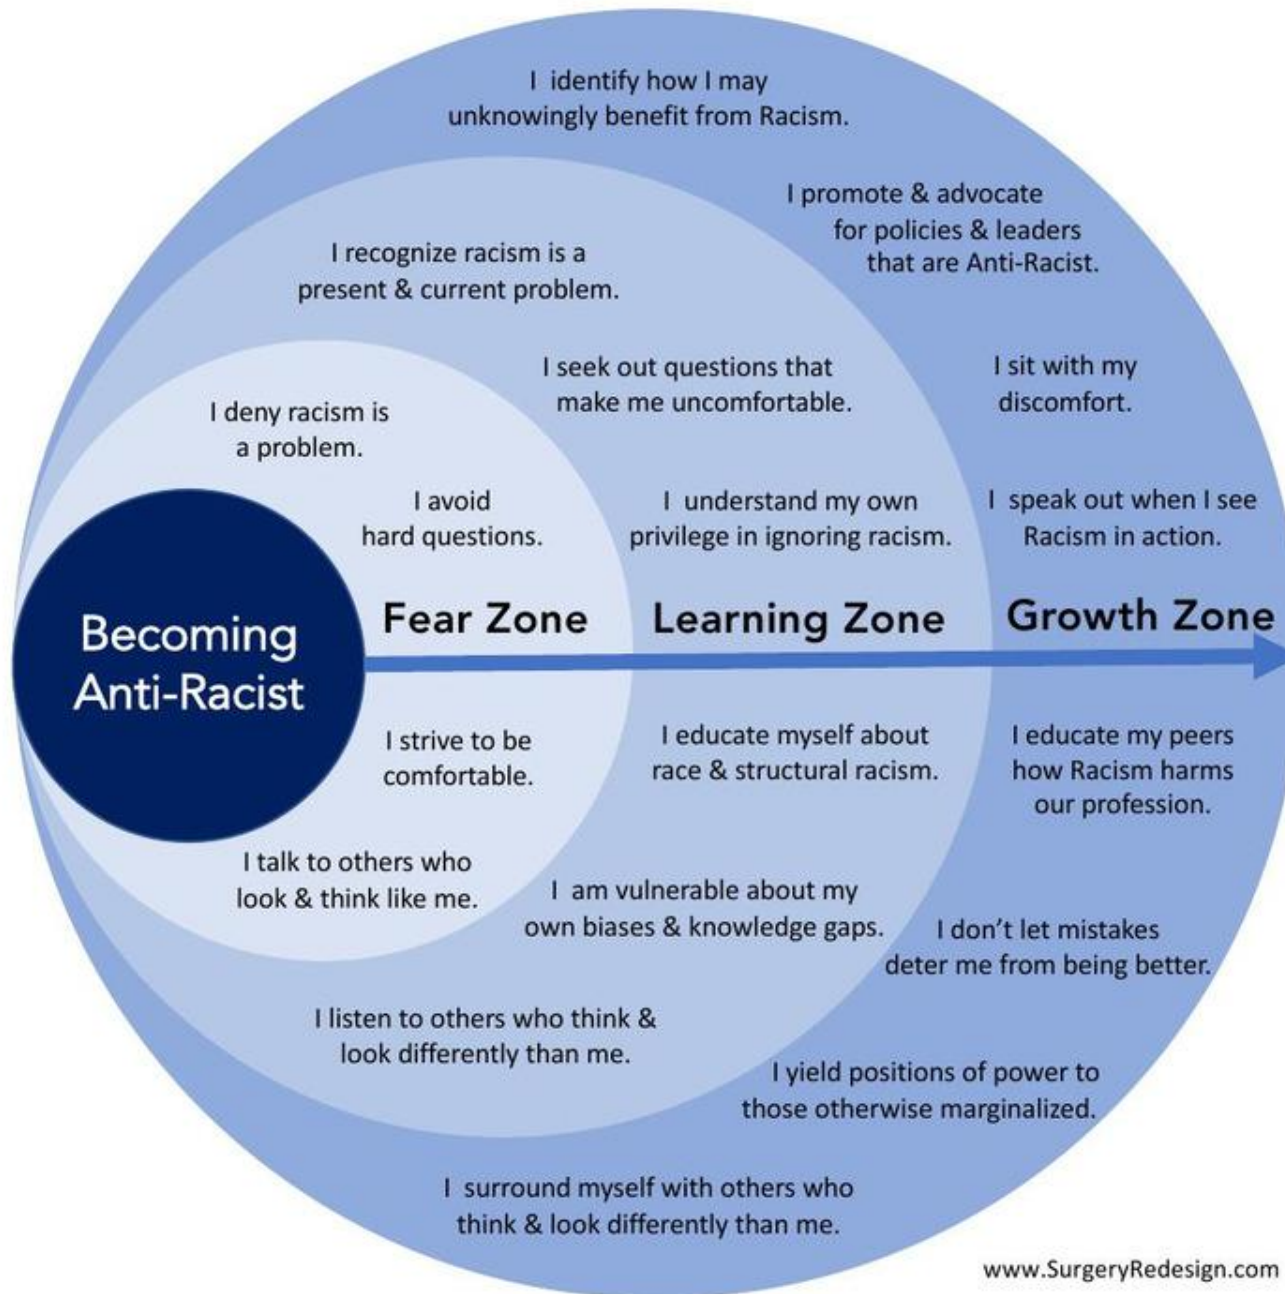 I identify how I may
unknowingly benefit from Racism.
I promote & advocate
for policies & leaders
that are Anti-Racist.
I recognize racism is a
present & current problem.
I seek out questions that
make me uncomfortable.
I sit with my
discomfort.
I deny racism is
a problem.
I avoid
hard questions.
I understand my own
privilege in ignoring racism.
I speak out when I see
Racism in action.
Becoming
Anti-Racist
Fear Zone
Learning Zone
Growth Zone
I strive to be
comfortable.
I educate myself about
race & structural racism.
I educate my peers
how Racism harms
our profession.
I talk to others who
look & think like me.
I am vulnerable about my
own biases & knowledge gaps.
I don’t let mistakes
deter me from being better.
I listen to others who think &
look differently than me.
I yield positions of power to
those otherwise marginalized.
I surround myself with others who
think & look differently than me.
www.SurgeryRedesign.com